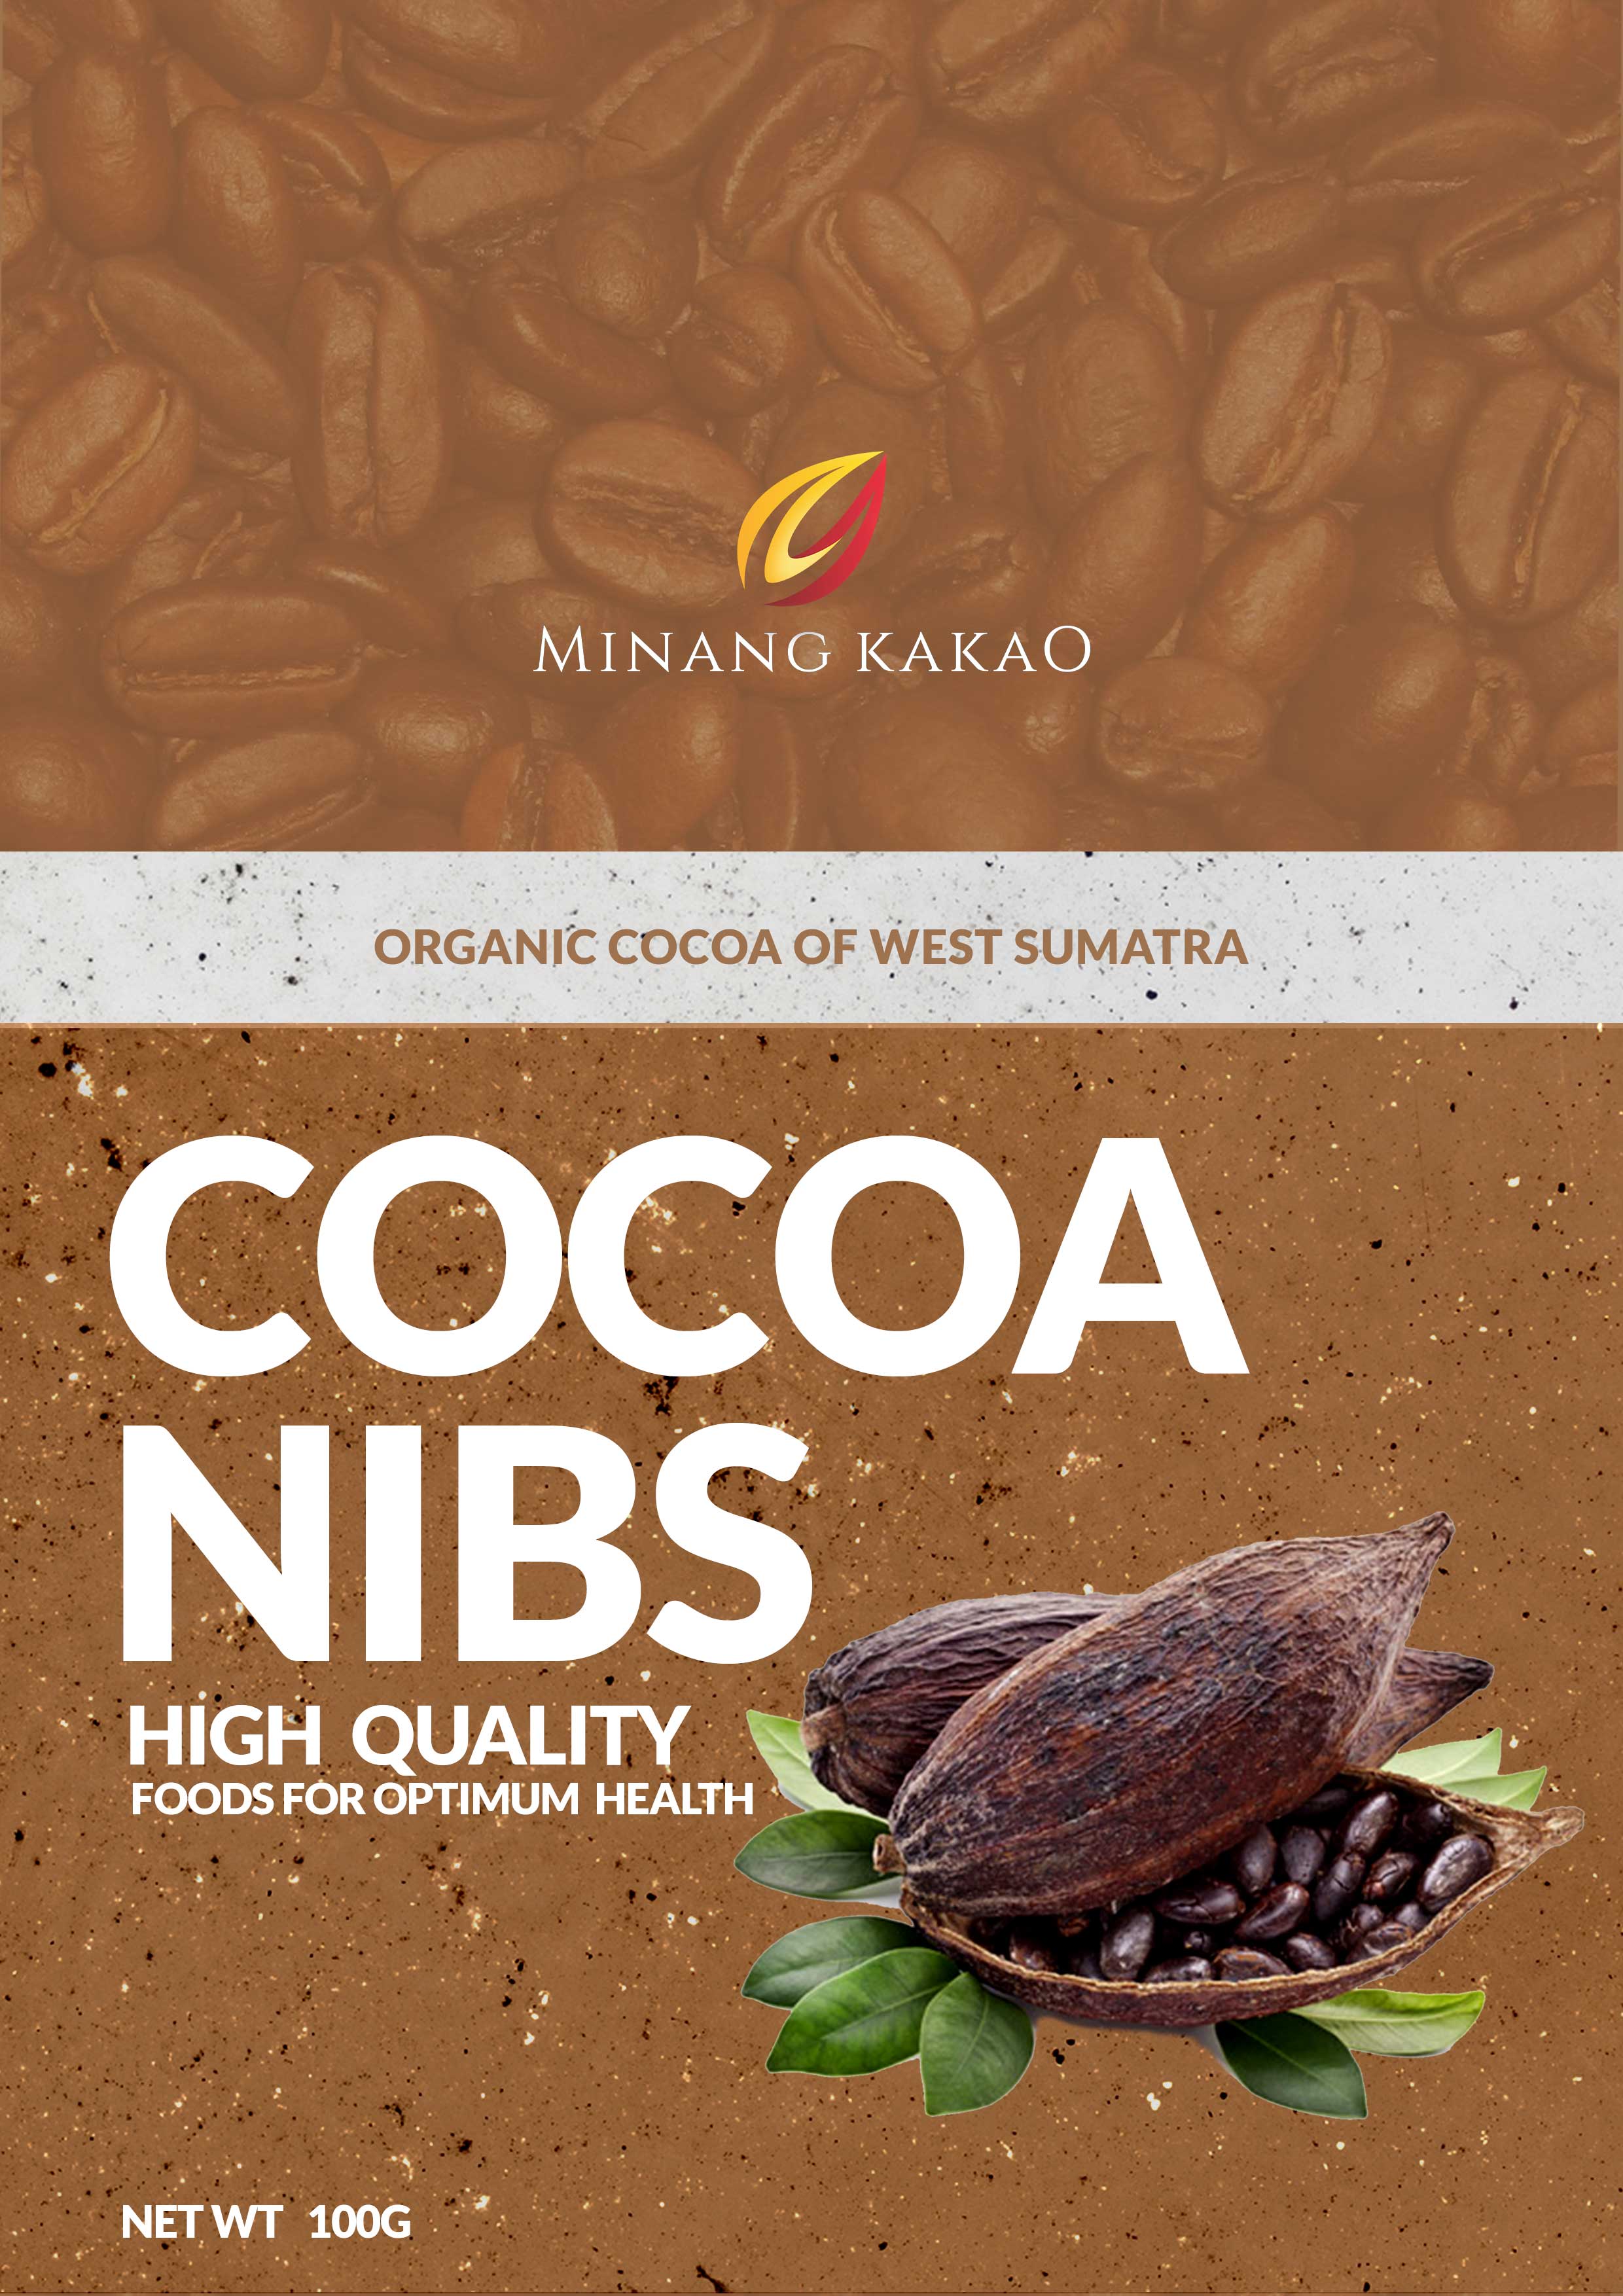 MINANG KAKAO
ORGANIC COCOA OF WEST SUMATRA
COCOA
NIBS
HIGH QUALITY
FOODS FOR OPTIMUM HEALTH
NET WT 100G